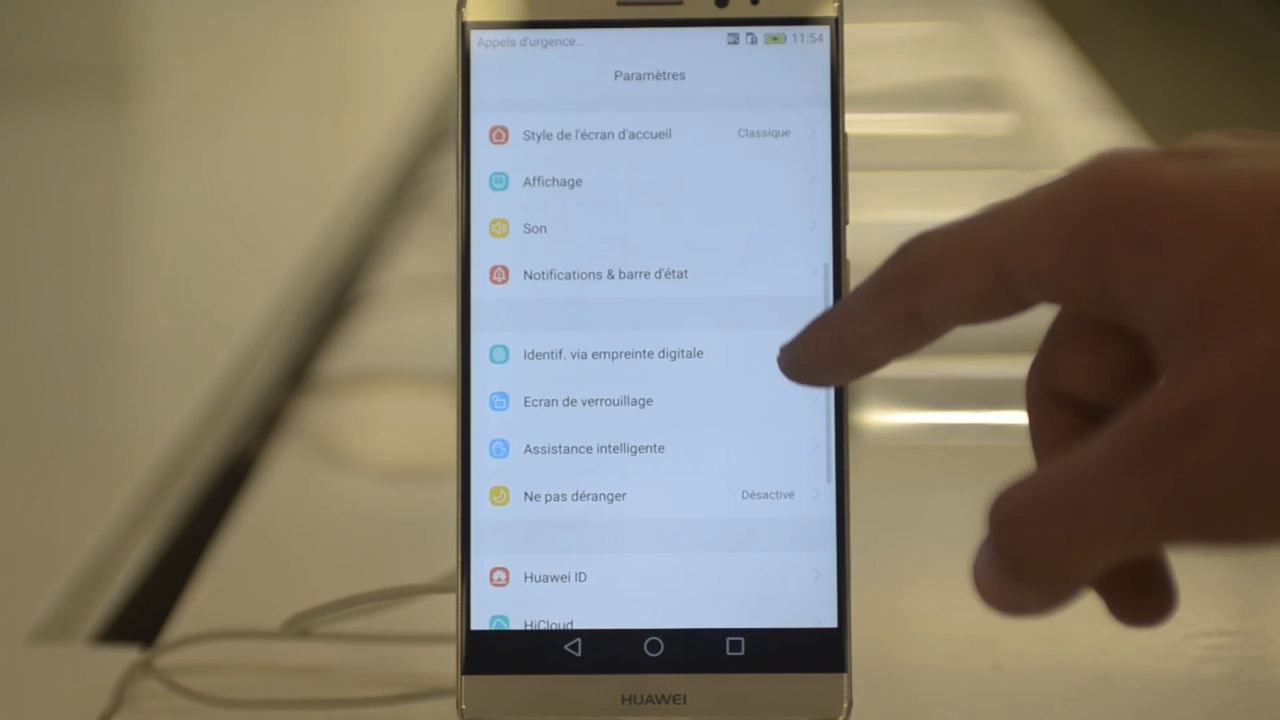 Appels d'urgence... 11:54
Paramètres
Style de l'écran d'accueil Classique
Affichage
Son
Notifications & barre d'état
Identif. via empreinte digitale
Ecran de verrouillage
Assistance intelligente
Ne pas déranger Désactivé
Huawei ID
HiCloud
HUAWEI